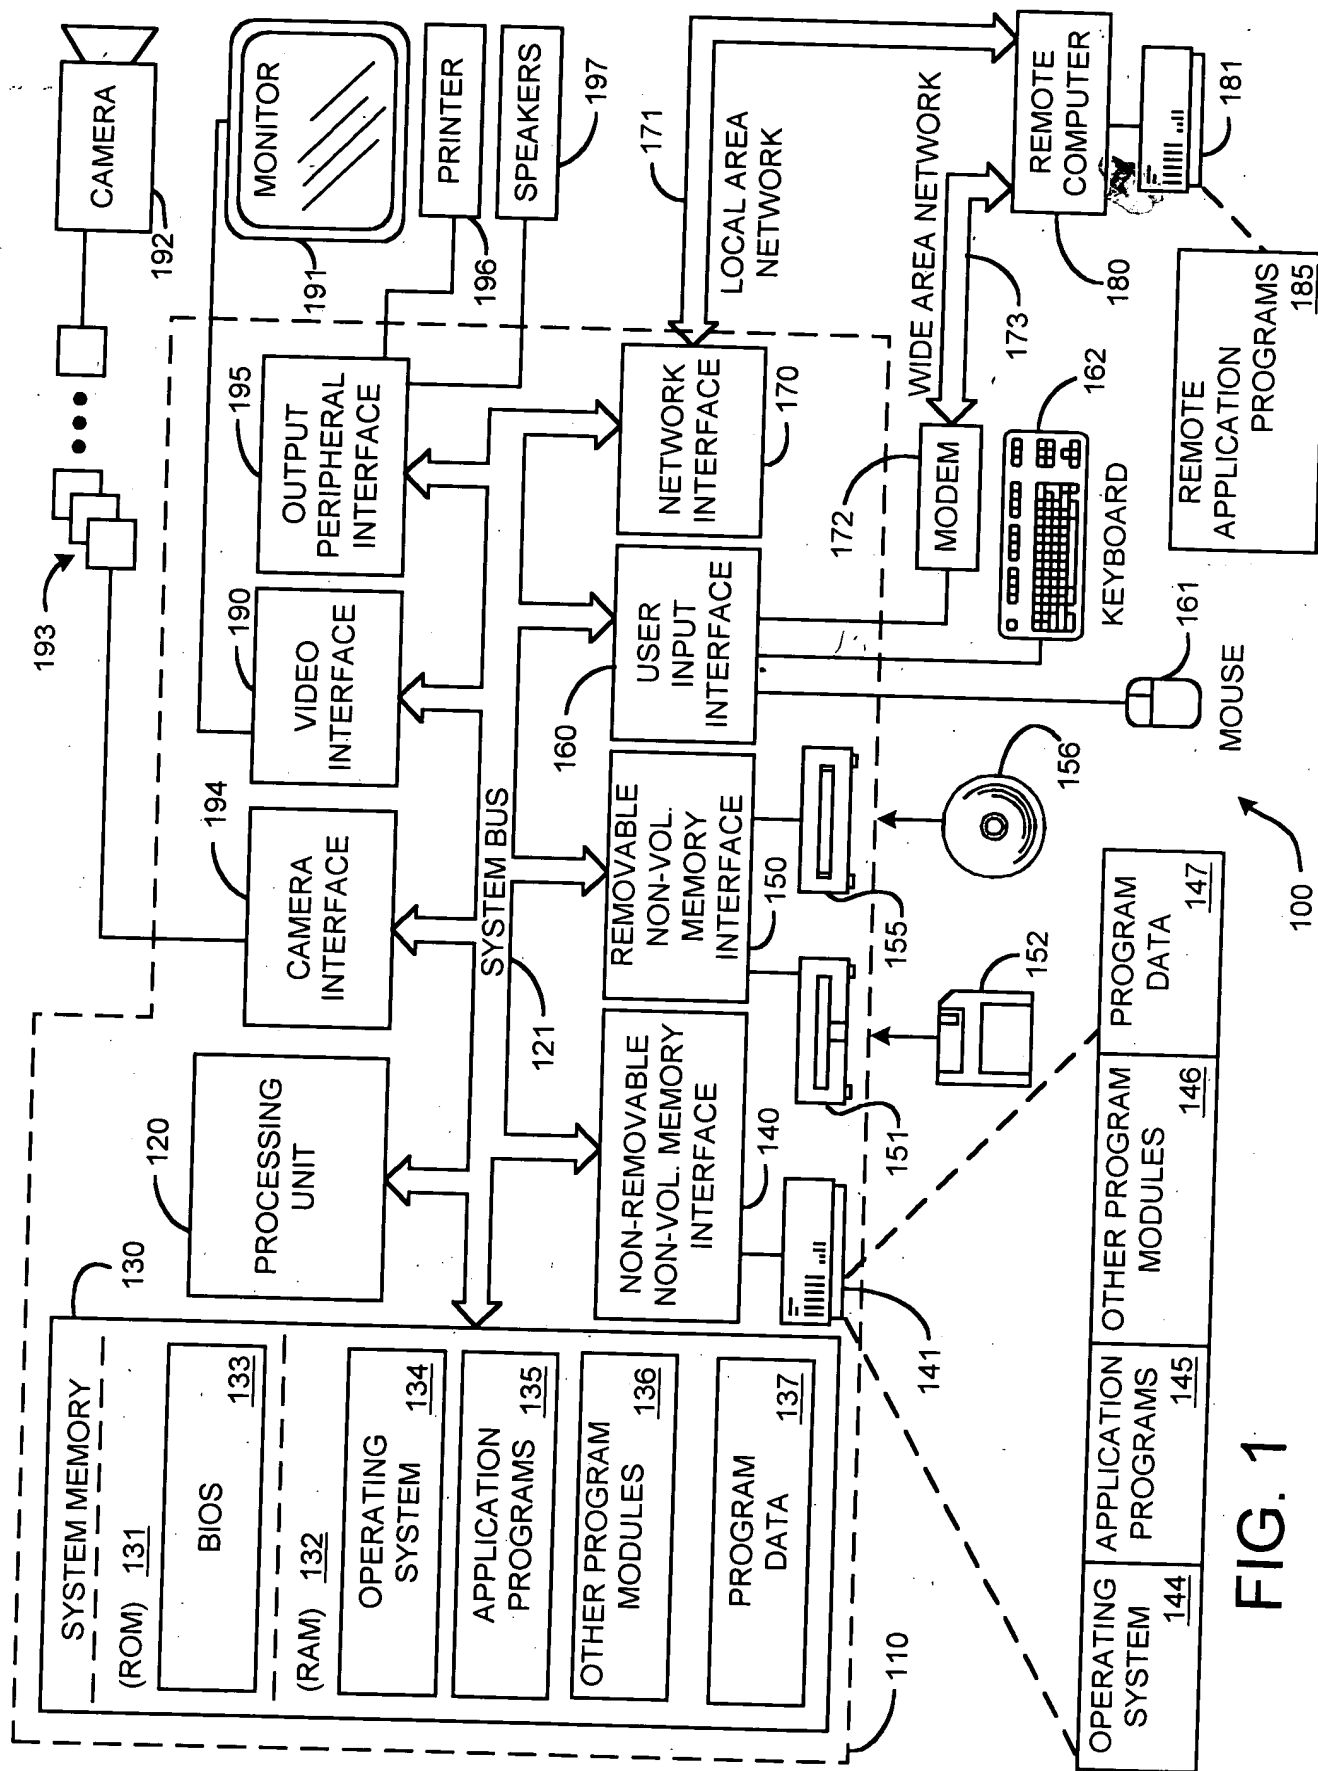 SYSTEM MEMORY
(ROM) 131
BIOS
133
(RAM) 132
OPERATING
SYSTEM
134
APPLICATION
PROGRAMS
135
OTHER PROGRAM
MODULES
136
PROGRAM
DATA
137
130
110
120
PROCESSING
UNIT
194
CAMERA
INTERFACE
190
VIDEO
INTERFACE
195
OUTPUT
PERIPHERAL
INTERFACE
193
192
CAMERA
MONITOR
191
PRINTER
196
SPEAKERS
197
SYSTEM BUS
121
NON-REMOVABLE
NON-VOL. MEMORY
INTERFACE
140
REMOVABLE
NON-VOL.
MEMORY
INTERFACE
150
160
USER
INPUT
INTERFACE
NETWORK
INTERFACE
170
171
LOCAL AREA
NETWORK
WIDE AREA NETWORK
173
172
MODEM
141
151
155
152
156
162
KEYBOARD
161
MOUSE
REMOTE
COMPUTER
180
181
REMOTE
APPLICATION
PROGRAMS
185
OPERATING
SYSTEM
144
APPLICATION
PROGRAMS
145
OTHER PROGRAM
MODULES
146
PROGRAM
DATA
147
100
FIG. 1